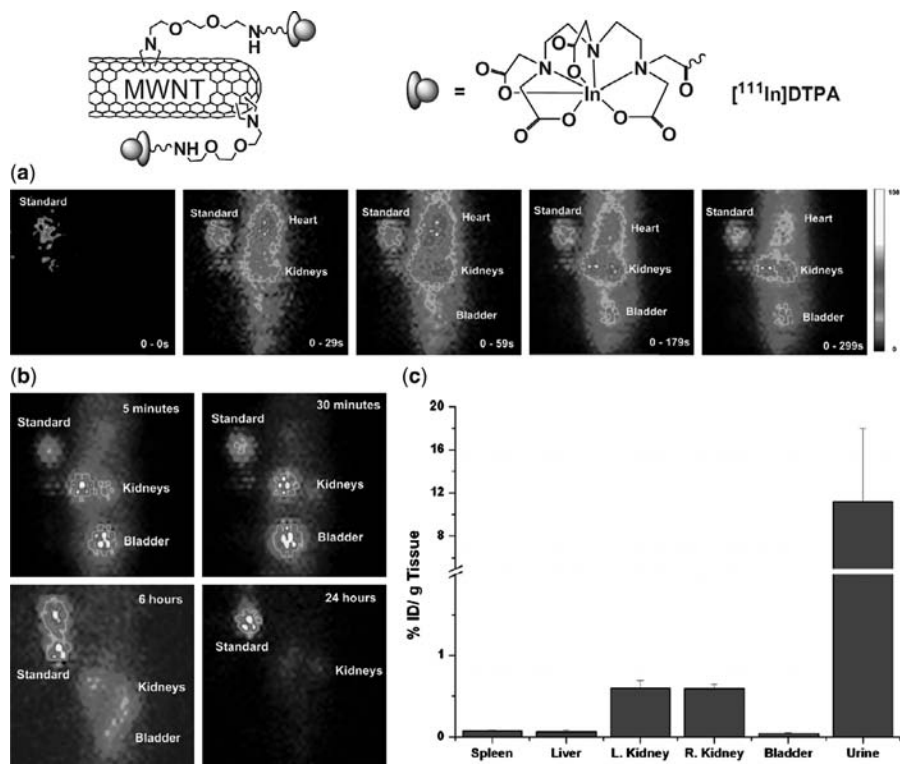 N
O
O
N
H
MWNT
N
NH
O
O
=
O
O
O
O
N
N
N
O
O
In
O
O
O
O
[¹¹¹In]DTPA
(a)
Standard
0 - 0s
Standard
Heart
Kidneys
0 - 29s
Standard
Heart
Kidneys
Bladder
0 - 59s
Standard
Heart
Kidneys
Bladder
0 - 179s
Standard
Heart
Kidneys
Bladder
0 - 299s
0
(b)
5 minutes
Standard
Kidneys
Bladder
30 minutes
Standard
Kidneys
Bladder
6 hours
Standard
Kidneys
Bladder
24 hours
Standard
Kidneys
(c)
% ID/ g Tissue
20
16
12
8
1
0
Spleen Liver L. Kidney R. Kidney Bladder Urine